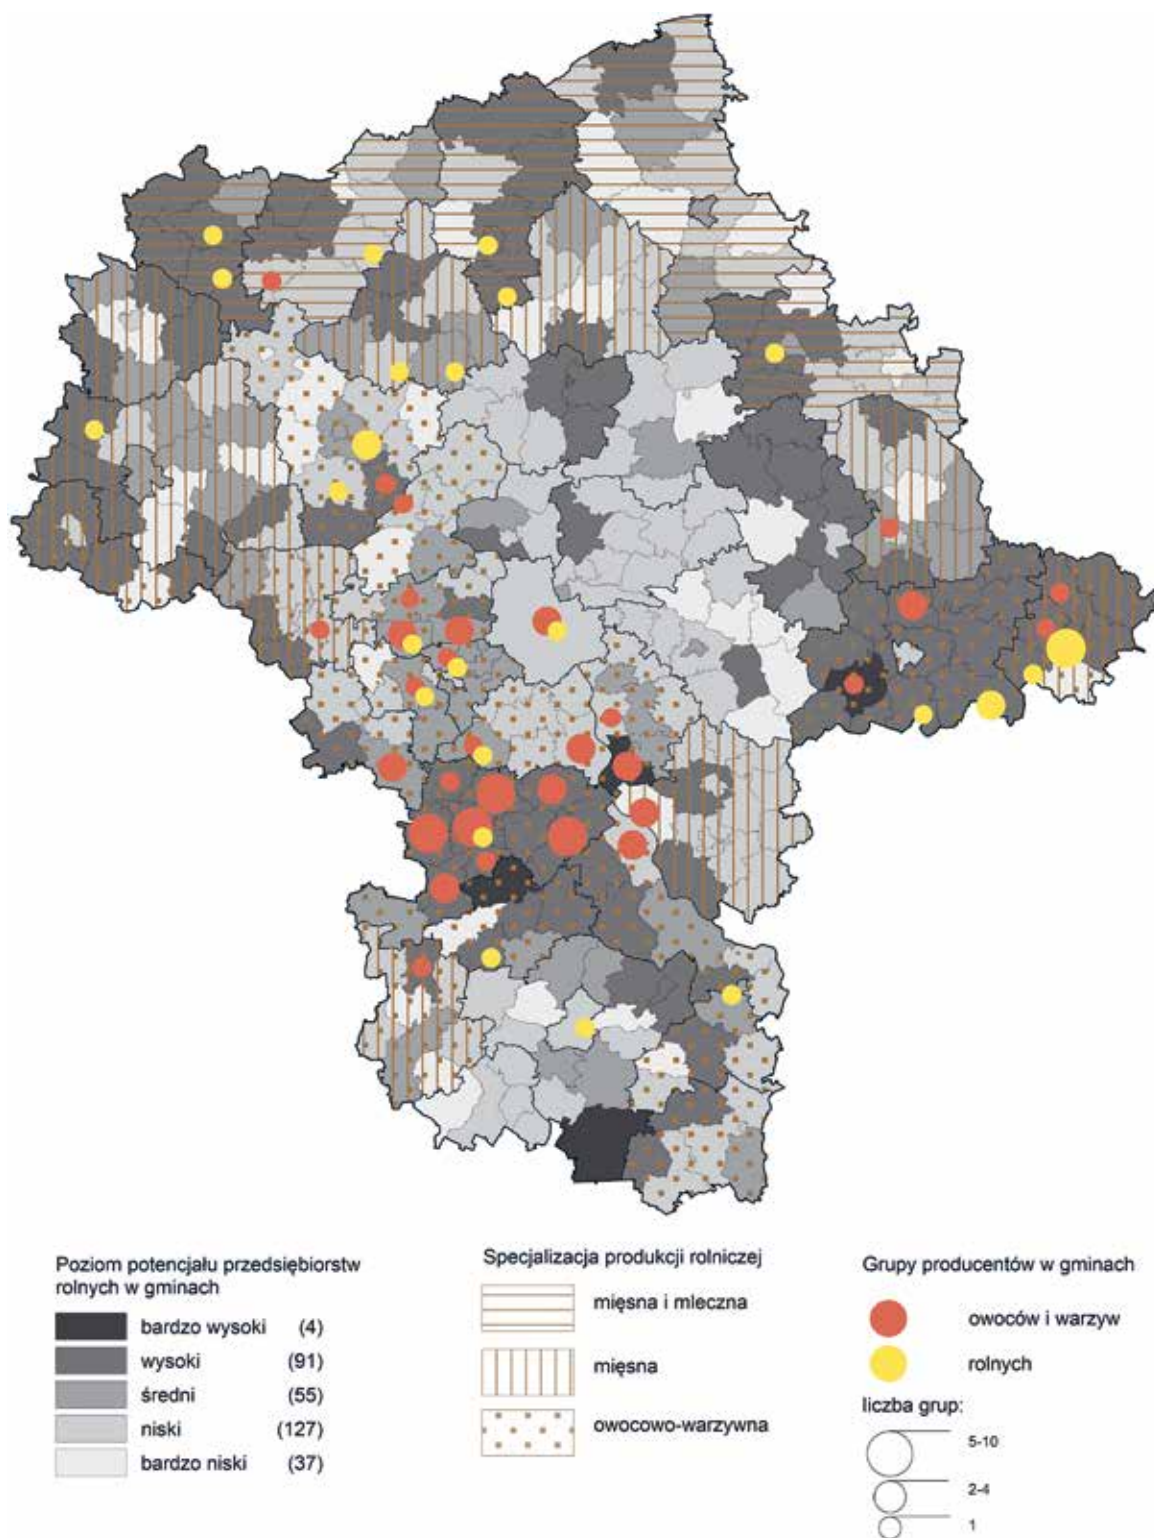 Poziom potencjału przedsiębiorstw
rolnych w gminach
bardzo wysoki (4)
wysoki (91)
średni (55)
niski (127)
bardzo niski (37)
Specjalizacja produkcji rolniczej
mięsna i mleczna
mięsna
owocowo-warzywna
Grupy producentów w gminach
owoców i warzyw
rolnych
liczba grup:
5-10
2-4
1